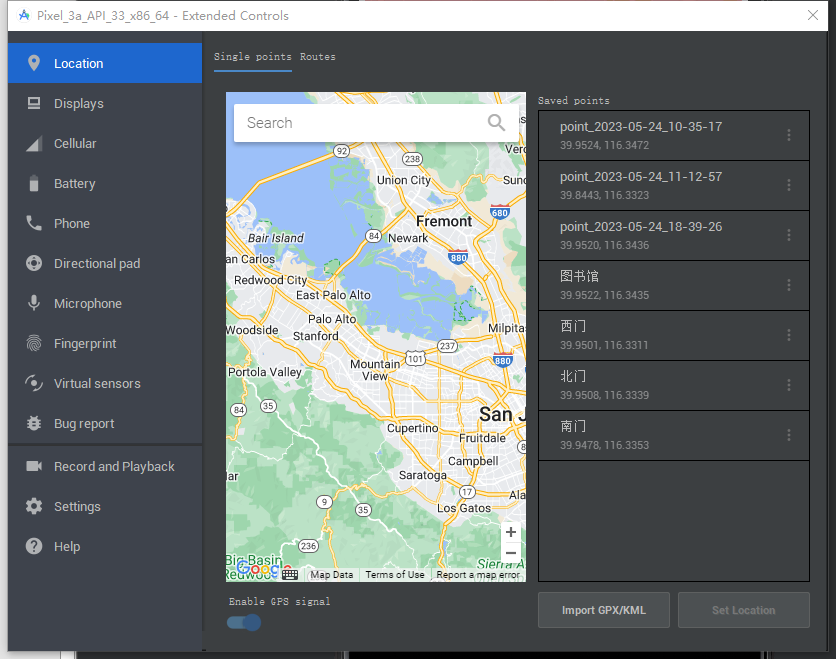 Pixel_3a_API_33_x86_64 - Extended Controls
Location
Displays
Cellular
Battery
Phone
Directional pad
Microphone
Fingerprint
Virtual sensors
Bug report
Record and Playback
Settings
Help
Single points Routes
Search
92
238
Union City
Fremont
680
84
Newark
880
Bair Island
an Carlos
Redwood City
East Palo Alto
Palo Alto
Woodside
Stanford
Milpitas
237
101
880
Mountain
View
Portola Valley
84
35
San J
Cupertino
Fruitdale
Campbell
Saratoga
17
9
35
Los Gatos
236
Big Basin
Redwoo
Google
Sierra A
Map Data
Terms of Use
Report a map error
Enable GPS signal
Saved points
point_2023-05-24_10-35-17
39.9524, 116.3472
point_2023-05-24_11-12-57
39.8443, 116.3323
point_2023-05-24_18-39-26
39.9520, 116.3436
图书馆
39.9522, 116.3435
西门
39.9501, 116.3311
北门
39.9508, 116.3339
南门
39.9478, 116.3353
Import GPX/KML
Set Location